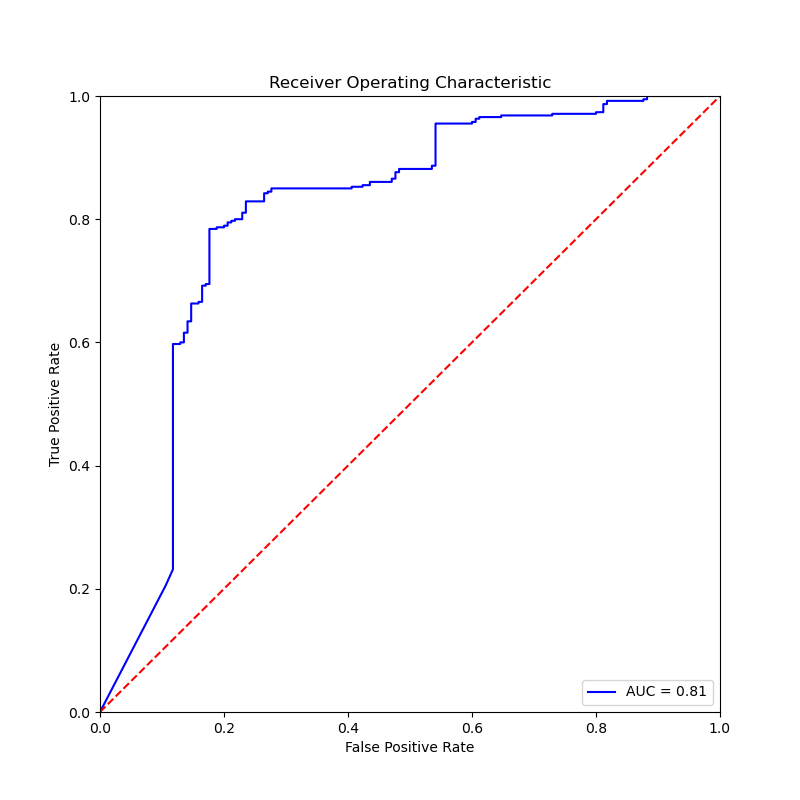 Receiver Operating Characteristic
1.0
0.8
0.6
0.4
0.2
0.0
True Positive Rate
AUC = 0.81
0.0 0.2 0.4 0.6 0.8 1.0
False Positive Rate